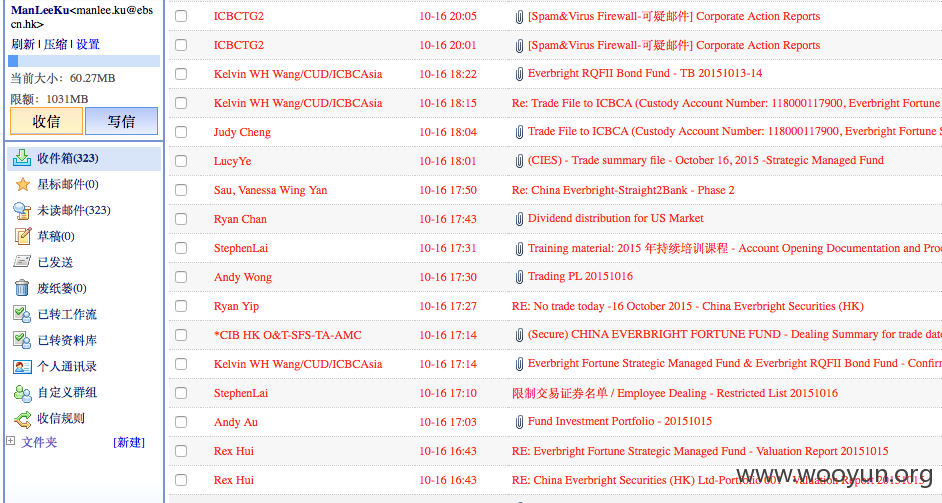 ManLeeKu<manlee.ku@ebs
cn.hk>
刷新 | 压缩 | 设置
当前大小: 60.27MB
限额: 1031MB
收信 写信
收件箱(323)
星标邮件(0)
未读邮件(323)
草稿(0)
已发送
废纸篓(0)
已转工作流
已转资料库
个人通讯录
自定义群组
收信规则
文件夹 [新建]
ICBCTG2 10-16 20:05 [Spam&Virus Firewall-可疑邮件] Corporate Action Reports
ICBCTG2 10-16 20:01 [Spam&Virus Firewall-可疑邮件] Corporate Action Reports
Kelvin WH Wang/CUD/ICBCAsia 10-16 18:22 Everbright RQFII Bond Fund - TB 20151013-14
Kelvin WH Wang/CUD/ICBCAsia 10-16 18:15 Re: Trade File to ICBCA (Custody Account Number: 118000117900, Everbright Fortune
Judy Cheng 10-16 18:04 Trade File to ICBCA (Custody Account Number: 118000117900, Everbright Fortune S
LucyYe 10-16 18:01 (CIES) - Trade summary file - October 16, 2015 -Strategic Managed Fund
Sau, Vanessa Wing Yan 10-16 17:50 Re: China Everbright-Straight2Bank - Phase 2
Ryan Chan 10-16 17:43 Dividend distribution for US Market
StephenLai 10-16 17:31 Training material: 2015 年持续培训课程 - Account Opening Documentation and Proc
Andy Wong 10-16 17:30 Trading PL 20151016
Ryan Yip 10-16 17:27 RE: No trade today -16 October 2015 - China Everbright Securities (HK)
*CIB HK O&T-SFS-TA-AMC 10-16 17:14 (Secure) CHINA EVERBRIGHT FORTUNE FUND - Dealing Summary for trade date
Kelvin WH Wang/CUD/ICBCAsia 10-16 17:14 Everbright Fortune Strategic Managed Fund & Everbright RQFII Bond Fund - Confirm
StephenLai 10-16 17:10 限制交易证券名单 / Employee Dealing - Restricted List 20151016
Andy Au 10-16 17:03 Fund Investment Portfolio - 20151015
Rex Hui 10-16 16:43 RE: Everbright Fortune Strategic Managed Fund - Valuation Report 20151015
Rex Hui 10-16 16:43 RE: China Everbright Securities (HK) Ltd-Portfolio 001 - Valuation Report 20151015
www.wooyun.org